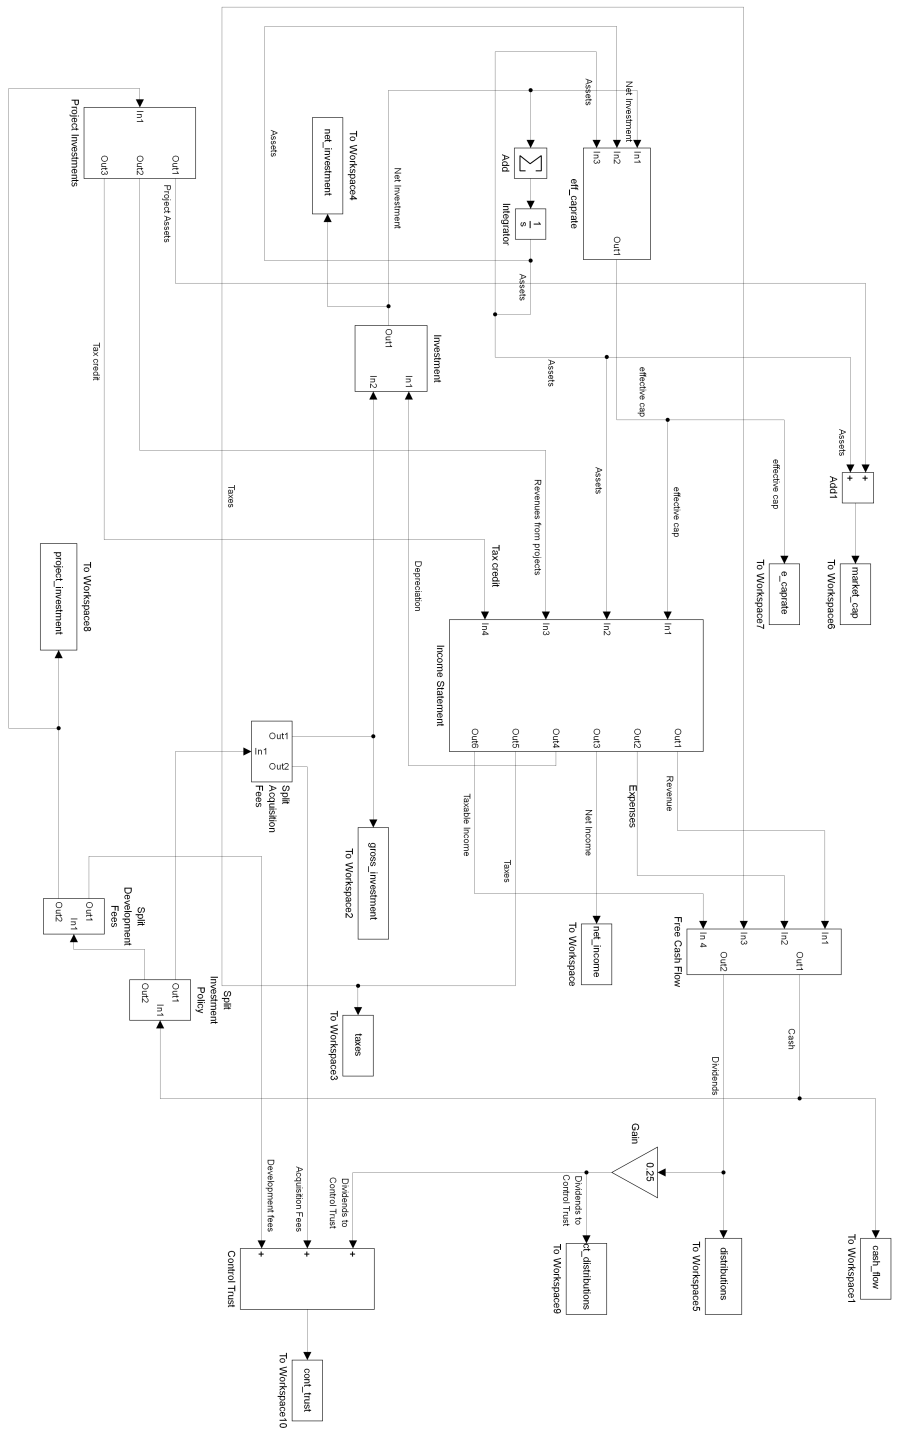 Project Investments
In1
Out1
Out2
Out3
Project Assets
Tax credit
Assets
To Workspace4
net_investment
Net Investment
Add
Integrator
1
s
Assets
Assets
Net Investment
In1
In2
In3
eff_caprate
Out1
Investment
Out1
In1
In2
Assets
effective cap
Assets
Add1
+
+
market_cap
To Workspace6
effective cap
e_caprate
To Workspace7
effective cap
Assets
Revenues from projects
Tax credit
Depreciation
Taxes
In1
In2
In3
In4
Income Statement
Out1
Out2
Out3
Out4
Out5
Out6
To Workspace8
project_investment
Out1
In1
Out2
Split
Acquisition
Fees
gross_investment
To Workspace2
Revenue
Expenses
Net Income
Taxes
Taxable Income
net_income
To Workspace
In1
In2
In3
In 4
Free Cash Flow
Out1
Out2
Split
Development
Fees
Out1
In1
Out2
Split
Investment
Policy
Out1
In1
Out2
taxes
To Workspace3
Cash
Dividends
Gain
0.25
Dividends to
Control Trust
Dividends to
Control Trust
Acquisition Fees
Development fees
cash_flow
To Workspace1
distributions
To Workspace5
ct_distributions
To Workspace9
+
+
+
Control Trust
cont_trust
To Workspace10